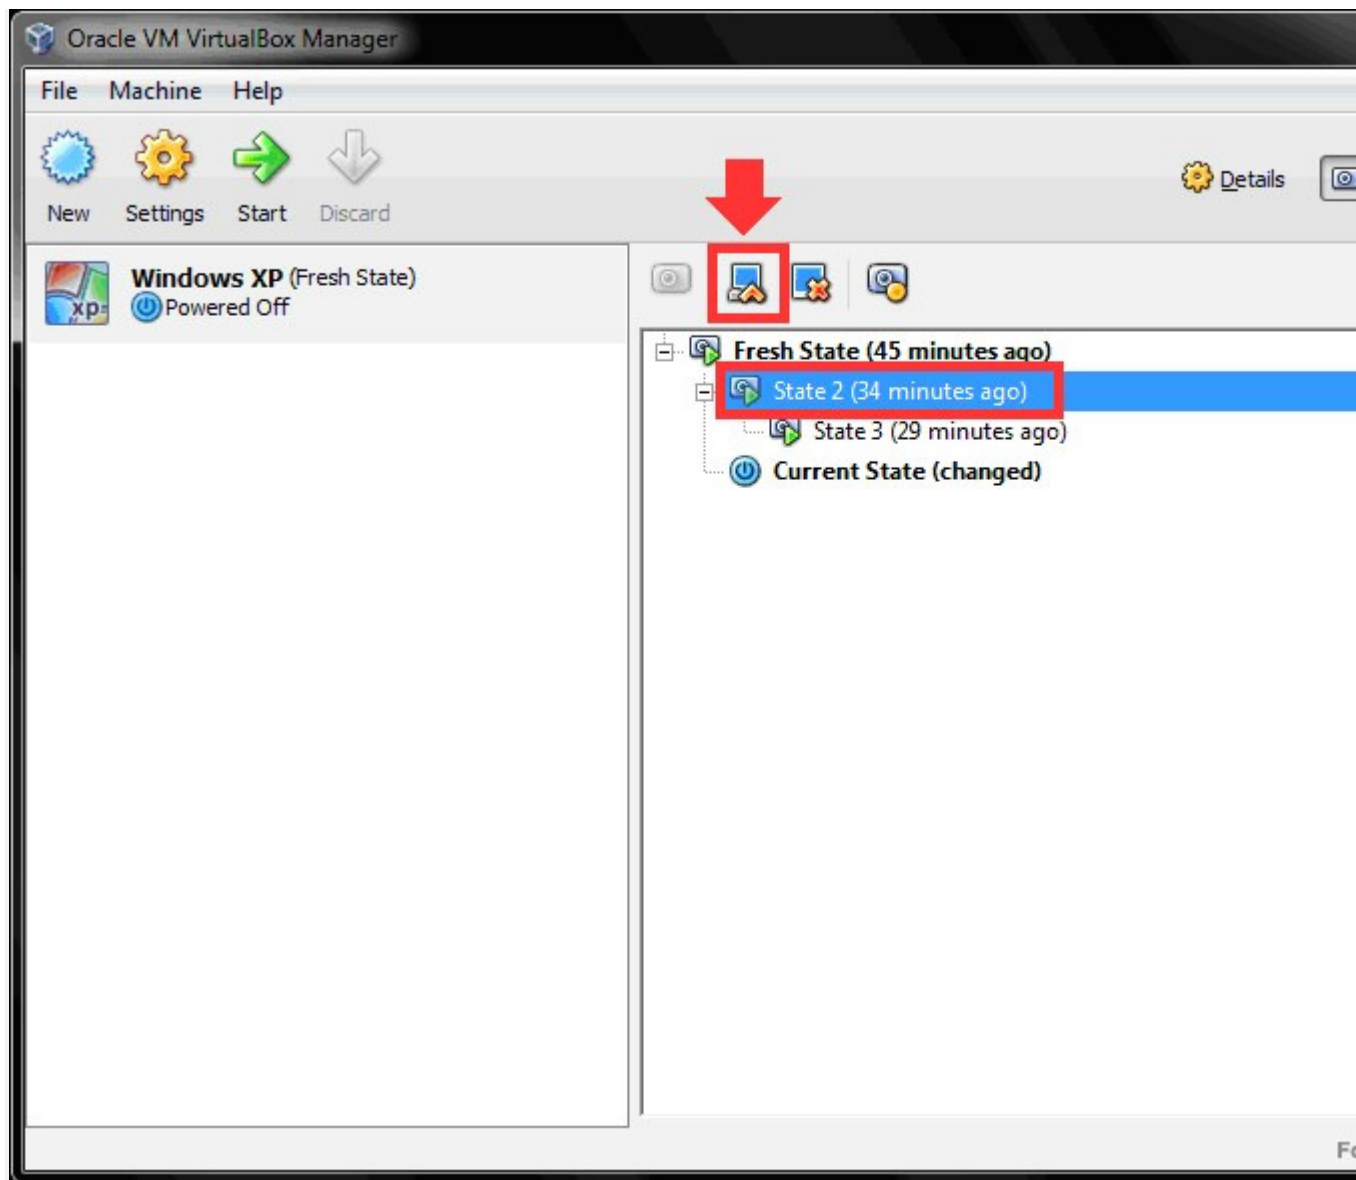 Oracle VM VirtualBox Manager
File Machine Help
New Settings Start Discard
Details
Windows XP (Fresh State)
Powered Off
xp
Fresh State (45 minutes ago)
State 2 (34 minutes ago)
State 3 (29 minutes ago)
Current State (changed)